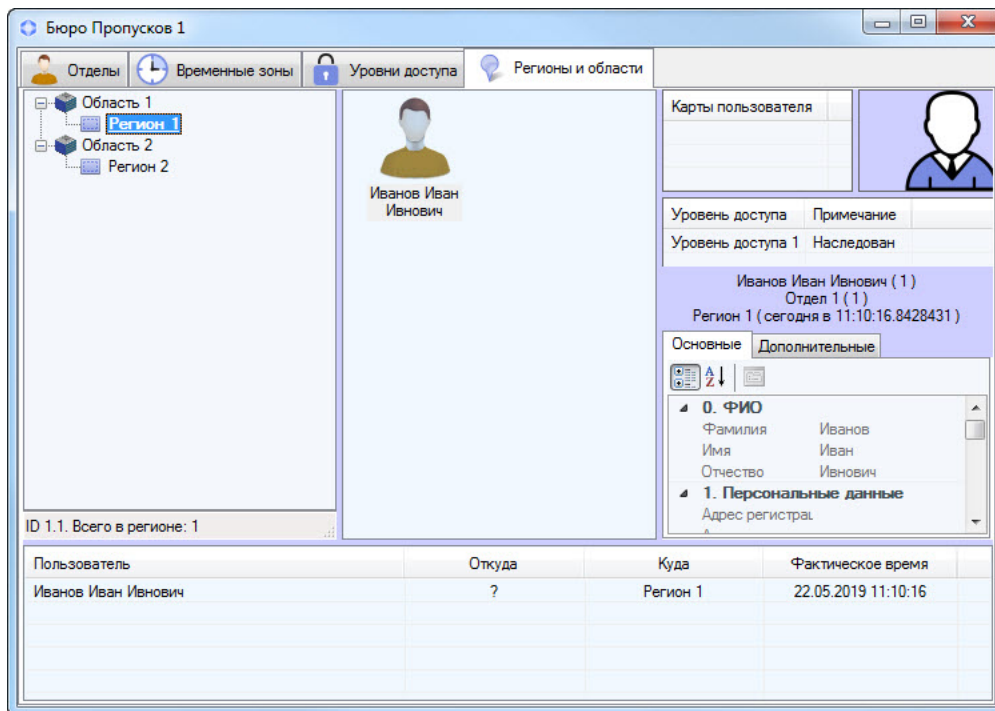 Бюро Пропусков 1
Отделы Временные зоны Уровни доступа Регионы и области
Область 1
Регион 1
Область 2
Регион 2
ID 1.1. Всего в регионе: 1
Иванов Иван
Ивнович
Карты пользователя
Уровень доступа Примечание
Уровень доступа 1 Наследован
Иванов Иван Ивнович ( 1 )
Отдел 1 ( 1 )
Регион 1 ( сегодня в 11:10:16.8428431 )
Основные Дополнительные
0. ФИО
Фамилия Иванов
Имя Иван
Отчество Ивнович
1. Персональные данные
Адрес регистрац
Пользователь Откуда Куда Фактическое время
Иванов Иван Ивнович ? Регион 1 22.05.2019 11:10:16